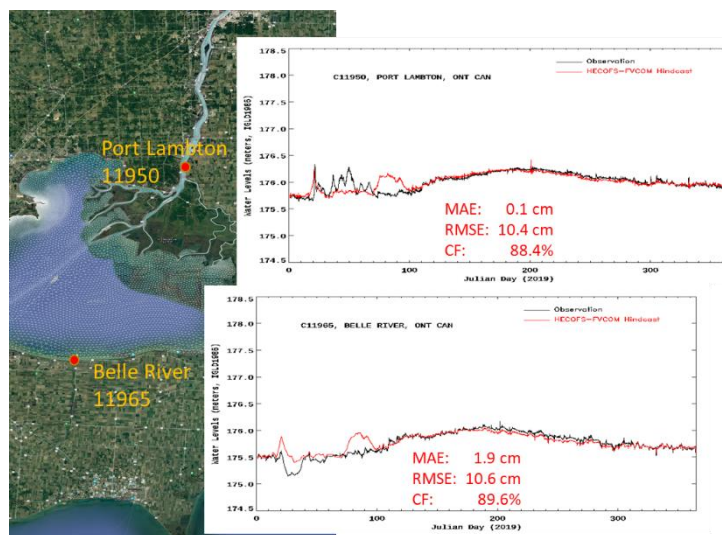 Port Lambton
11950
Belle River
11965
178.5
178.0
177.5
177.0
176.5
176.0
175.5
175.0
174.5
Water Levels (meters, IGLD1985)
C11950, PORT LAMBTON, ONT CAN
Observation
HECOFS-FVCOM Hindcast
MAE: 0.1 cm
RMSE: 10.4 cm
CF: 88.4%
0 100 200 300
Julian Day (2019)
178.5
178.0
177.5
177.0
176.5
176.0
175.5
175.0
174.5
Water Levels (meters, IGLD1985)
C11965, BELLE RIVER, ONT CAN
Observation
HECOFS-FVCOM Hindcast
MAE: 1.9 cm
RMSE: 10.6 cm
CF: 89.6%
0 100 200 300
Julian Day (2019)